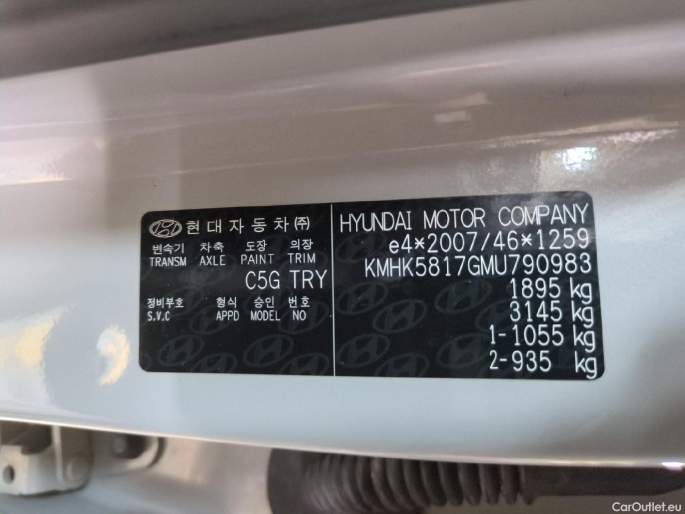 현대자동차㈜
변속기 차축 도장 의장
TRANSM AXLE PAINT TRIM
C5G TRY
정비부호 형식 승인 번호
S.V.C APPD MODEL NO
HYUNDAI MOTOR COMPANY
e4*2007/46*1259
KMHK5817GMU790983
1895 kg
3145 kg
1- 1055 kg
2- 935 kg
CarOutlet.eu